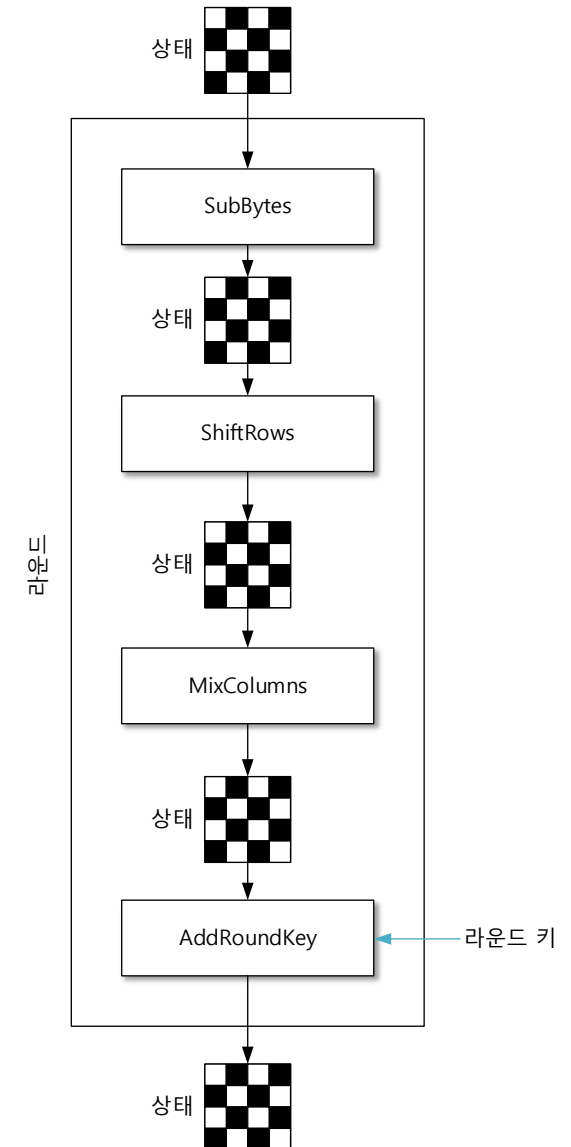 상태
SubBytes
상태
ShiftRows
상태
라운드
MixColumns
상태
AddRoundKey
라운드 키
상태